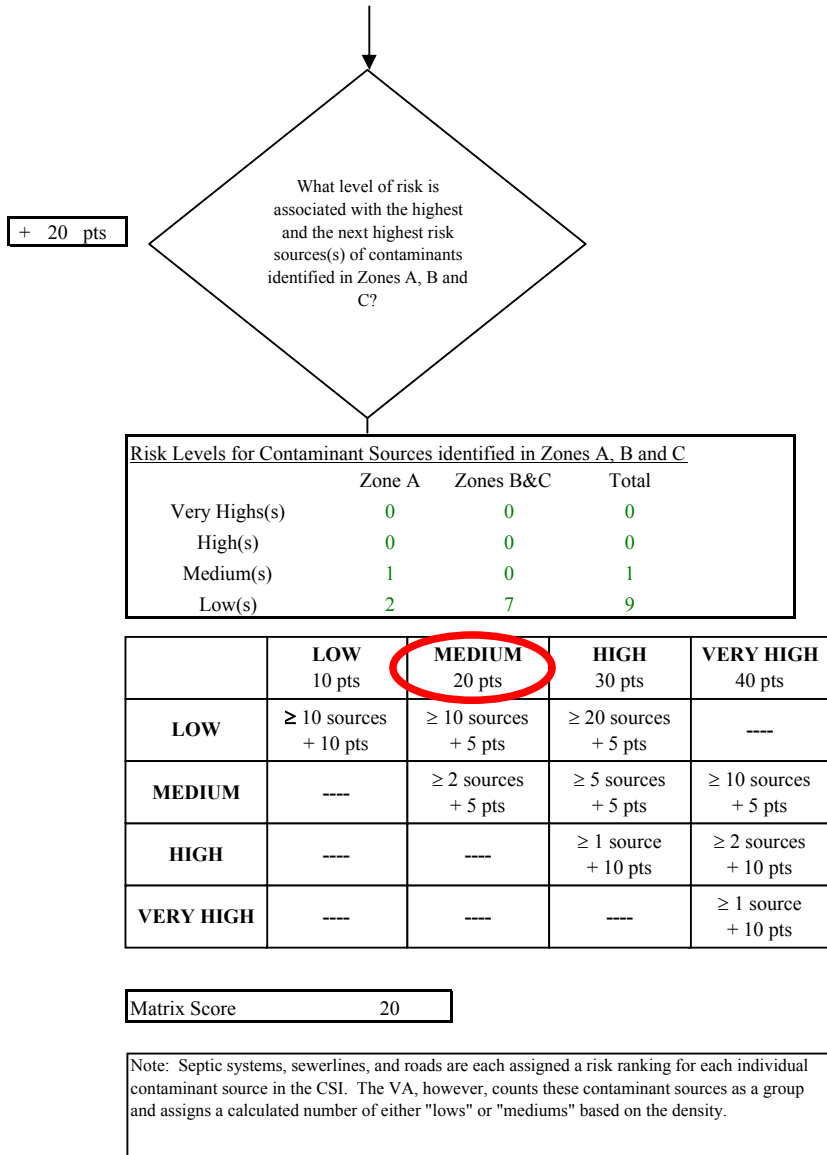 What level of risk is
associated with the highest
and the next highest risk
sources(s) of contaminants
identified in Zones A, B and
C?
+ 20 pts
Risk Levels for Contaminant Sources identified in Zones A, B and C
Zone A Zones B&C Total
Very Highs(s) 0 0 0
High(s) 0 0 0
Medium(s) 1 0 1
Low(s) 2 7 9
LOW MEDIUM HIGH VERY HIGH
10 pts 20 pts 30 pts 40 pts
LOW ≥ 10 sources ≥ 10 sources ≥ 20 sources ----
+ 10 pts + 5 pts + 5 pts
MEDIUM ---- ≥ 2 sources ≥ 5 sources ≥ 10 sources
+ 5 pts + 5 pts + 5 pts
HIGH ---- ---- ≥ 1 source ≥ 2 sources
+ 10 pts + 10 pts
VERY HIGH ---- ---- ---- ≥ 1 source
+ 10 pts
Matrix Score 20
Note: Septic systems, sewerlines, and roads are each assigned a risk ranking for each individual
contaminant source in the CSI. The VA, however, counts these contaminant sources as a group
and assigns a calculated number of either "lows" or "mediums" based on the density.